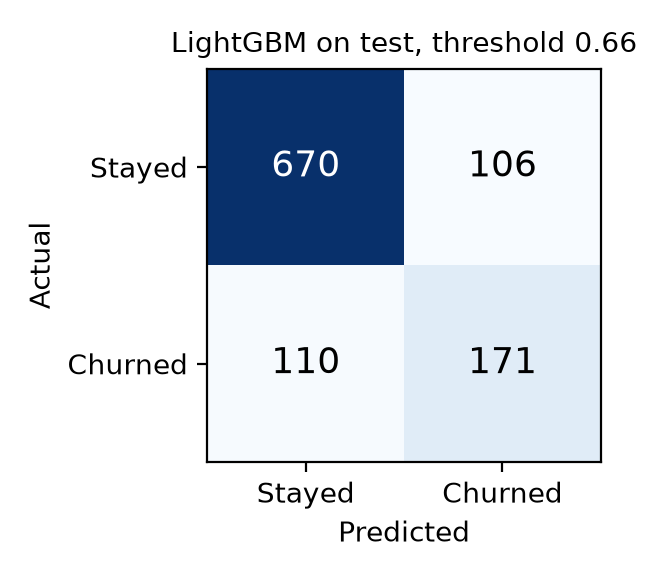 LightGBM on test, threshold 0.66
Actual
Stayed
670
106
Churned
110
171
Stayed
Churned
Predicted